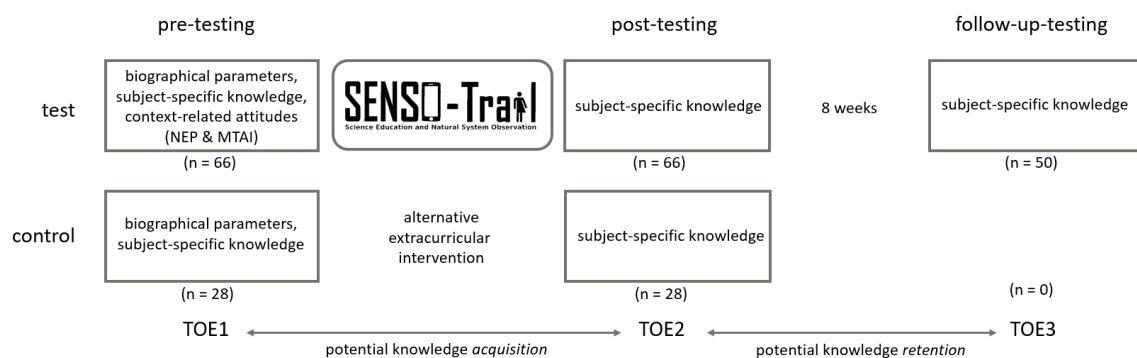 pre-testing
post-testing
follow-up-testing
test
biographical parameters,
subject-specific knowledge,
context-related attitudes
(NEP & MTAI)
SENSO-Trail
Science Education and Natural System Observation
subject-specific knowledge
8 weeks
subject-specific knowledge
(n = 66)
(n = 66)
(n = 50)
control
biographical parameters,
subject-specific knowledge
alternative
extracurricular
intervention
subject-specific knowledge
(n = 28)
(n = 28)
(n = 0)
TOE1
TOE2
TOE3
potential knowledge acquisition
potential knowledge retention